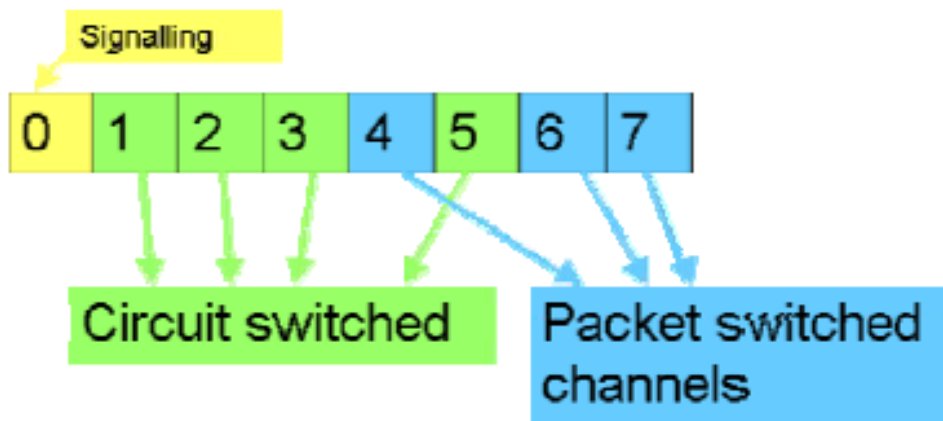 Signalling
0 1 2 3 4 5 6 7
Circuit switched
Packet switched
channels